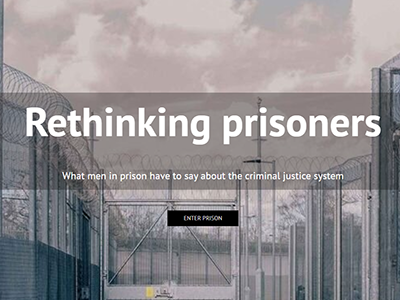 Rethinking prisoners
What men in prison have to say about the criminal justice system
ENTER PRISON